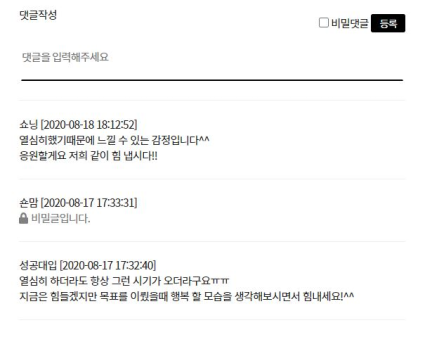 댓글작성
비밀댓글 등록
댓글을 입력해주세요
쇼닝 [2020-08-18 18:12:52]
열심히했기때문에 느낄 수 있는 감정입니다^^
응원할게요 저희 같이 힘 냅시다!!
숀맘 [2020-08-17 17:33:31]
비밀글입니다.
성공대입 [2020-08-17 17:32:40]
열심히 하더라도 항상 그런 시기가 오더라구요ㅠㅠ
지금은 힘들겠지만 목표를 이뤘을때 행복 할 모습을 생각해보시면서 힘내세요!^^